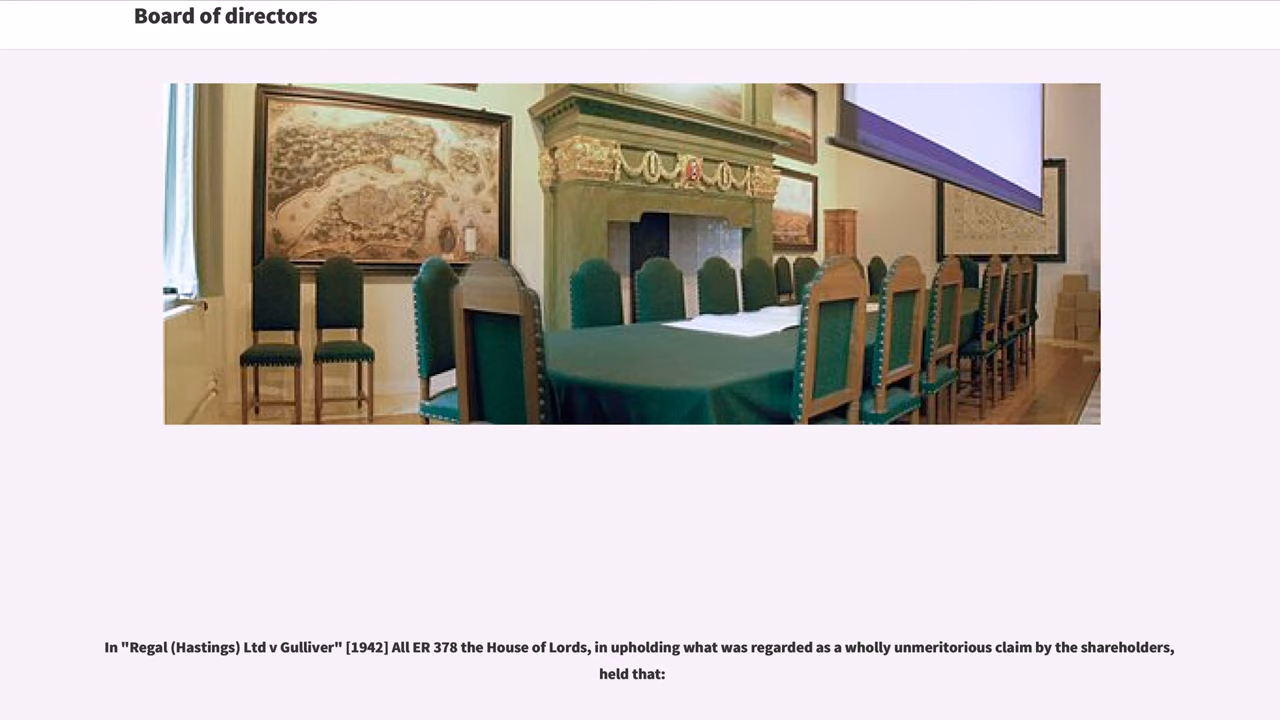 Board of directors
In "Regal (Hastings) Ltd v Gulliver" [1942] All ER 378 the House of Lords, in upholding what was regarded as a wholly unmeritorious claim by the shareholders,
held that: